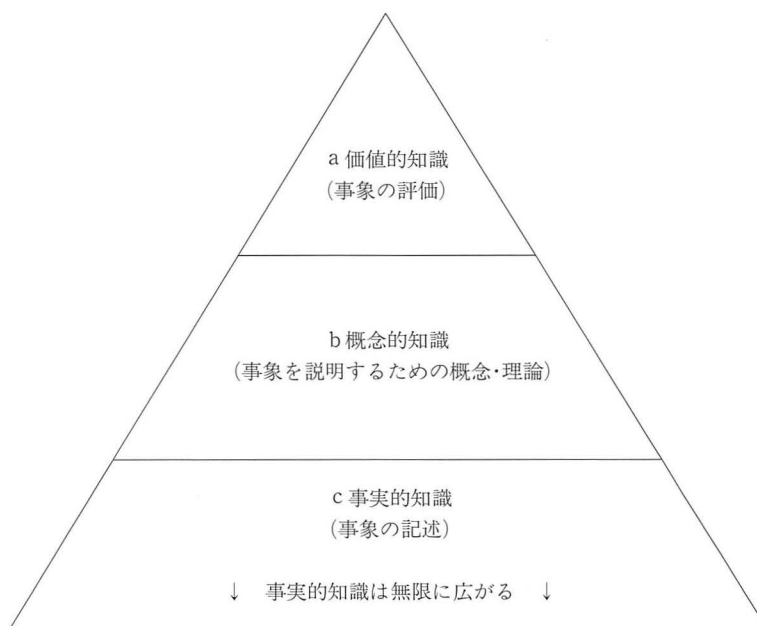 a 価値的知識
(事象の評価)
b 概念的知識
(事象を説明するための概念・理論)
c 事実的知識
(事象の記述)
↓ 事実的知識は無限に広がる ↓